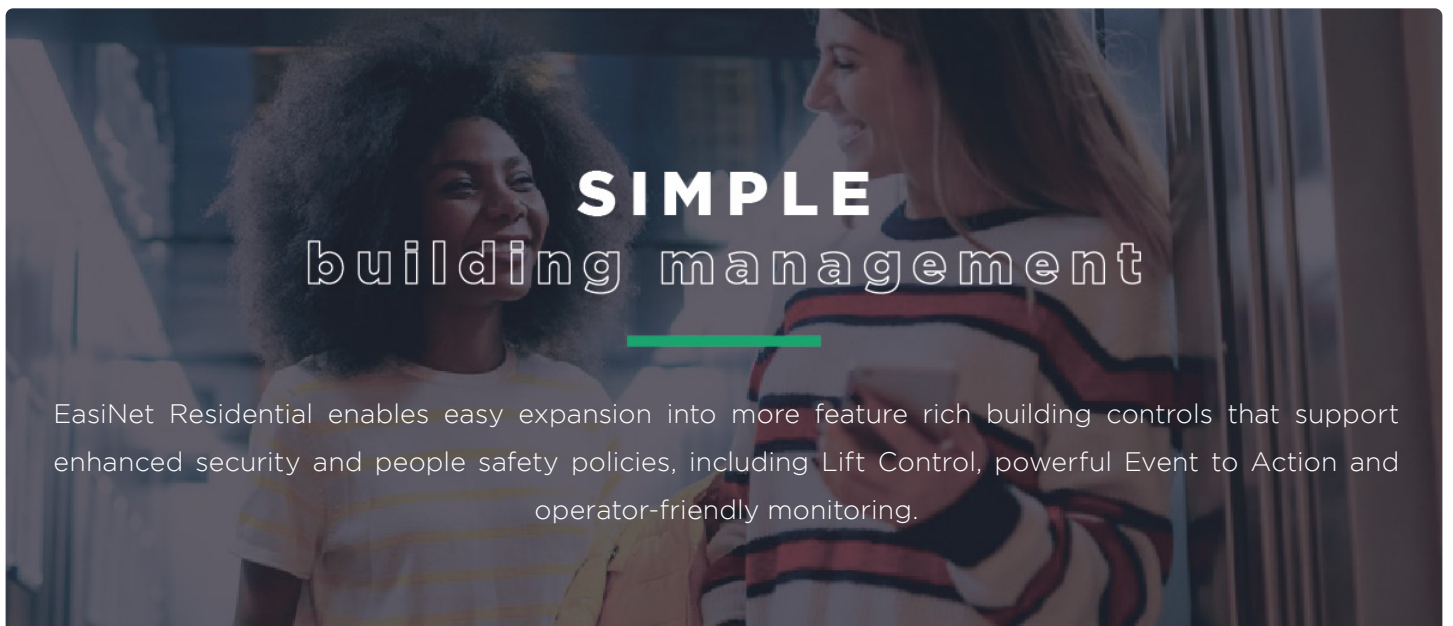 SIMPLE
building management
EasiNet Residential enables easy expansion into more feature rich building controls that support
enhanced security and people safety policies, including Lift Control, powerful Event to Action and
operator-friendly monitoring.